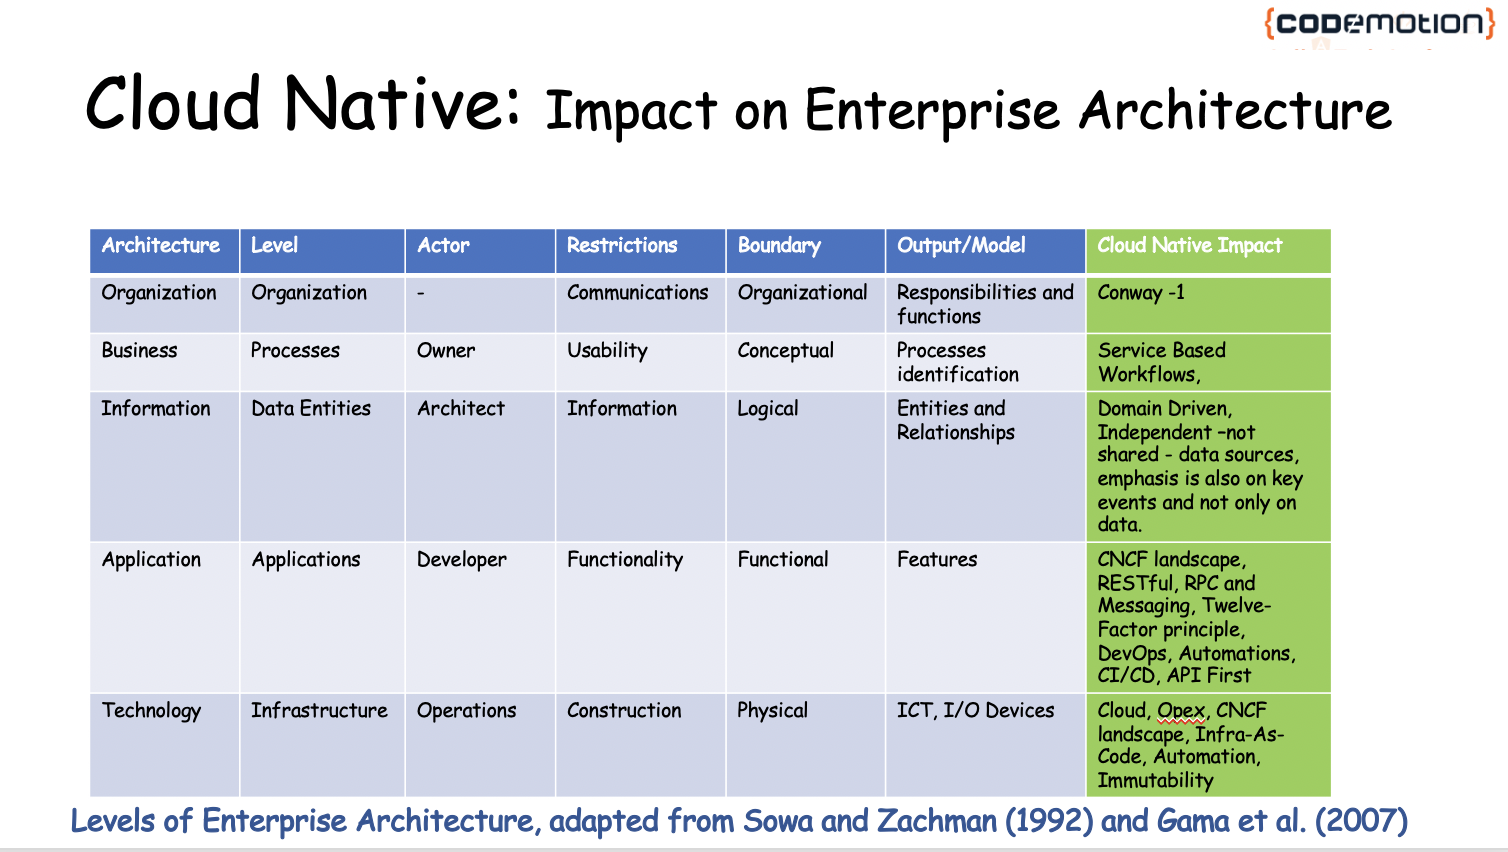 {CODEMOTION}
Cloud Native: Impact on Enterprise Architecture
Architecture Level Actor Restrictions Boundary Output/Model Cloud Native Impact
Organization Organization - Communications Organizational Responsibilities and Conway -1
functions
Business Processes Owner Usability Conceptual Processes Service Based
identification Workflows,
Information Data Entities Architect Information Logical Entities and Domain Driven,
Relationships Independent –not
shared - data sources,
emphasis is also on key
events and not only on
data.
Application Applications Developer Functionality Functional Features CNCF landscape,
RESTful, RPC and
Messaging, Twelve-
Factor principle,
DevOps, Automations,
CI/CD, API First
Technology Infrastructure Operations Construction Physical ICT, I/O Devices Cloud, Opex, CNCF
landscape, Infra-As-
Code, Automation,
Immutability
Levels of Enterprise Architecture, adapted from Sowa and Zachman (1992) and Gama et al. (2007)